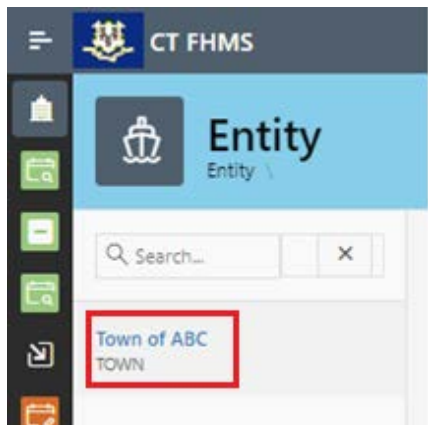 CT FHMS
Entity
Entity \
Search...
Town of ABC
TOWN